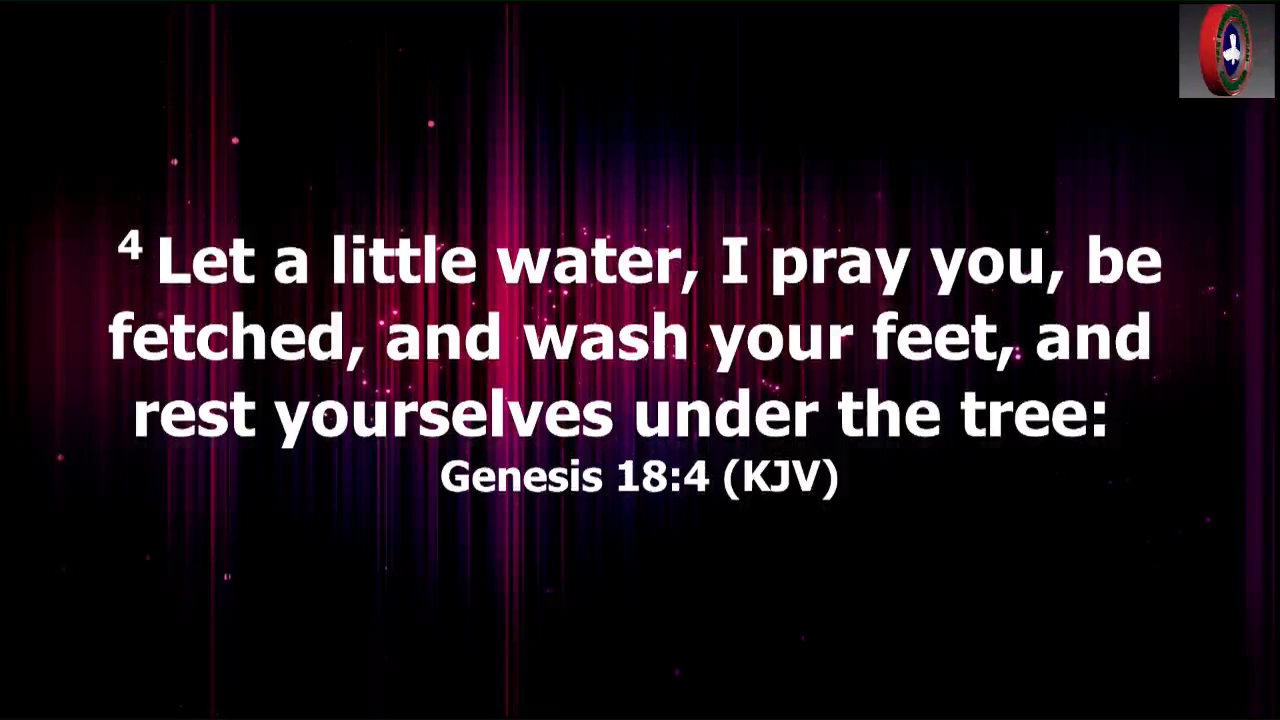 4 Let a little water, I pray you, be
fetched, and wash your feet, and
rest yourselves under the tree:
Genesis 18:4 (KJV)